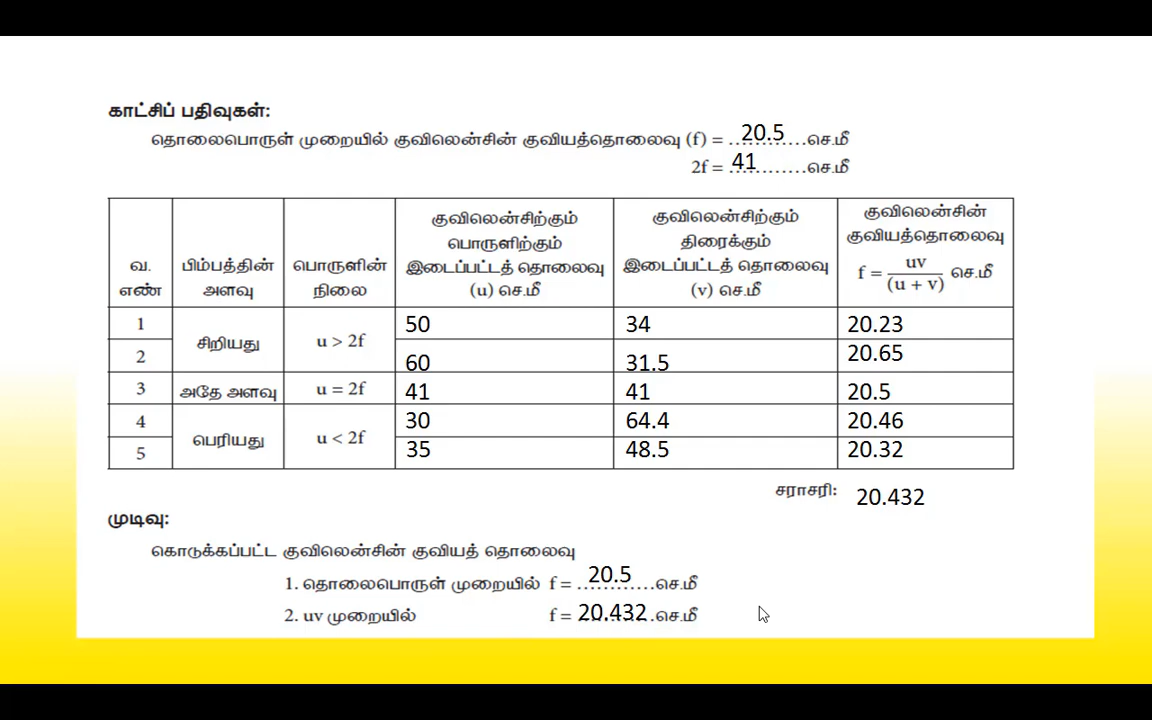 காட்சிப் பதிவுகள்:
தொலைபொருள் முறையில் குவிலென்சின் குவியத்தொலைவு (f) = 20.5 செ.மீ
2f = 41 செ.மீ
வ. எண்
பிம்பத்தின் அளவு
பொருளின் நிலை
குவிலென்சிற்கும் பொருளிற்கும் இடைப்பட்டத் தொலைவு (u) செ.மீ
குவிலென்சிற்கும் திரைக்கும் இடைப்பட்டத் தொலைவு (v) செ.மீ
குவிலென்சின் குவியத்தொலைவு f = uv / (u + v) செ.மீ
1 சிறியது u > 2f 50 34 20.23
2 60 31.5 20.65
3 அதே அளவு u = 2f 41 41 20.5
4 பெரியது u < 2f 30 64.4 20.46
5 35 48.5 20.32
சராசரி: 20.432
முடிவு:
கொடுக்கப்பட்ட குவிலென்சின் குவியத் தொலைவு
1. தொலைபொருள் முறையில் f = 20.5 செ.மீ
2. uv முறையில் f = 20.432 செ.மீ